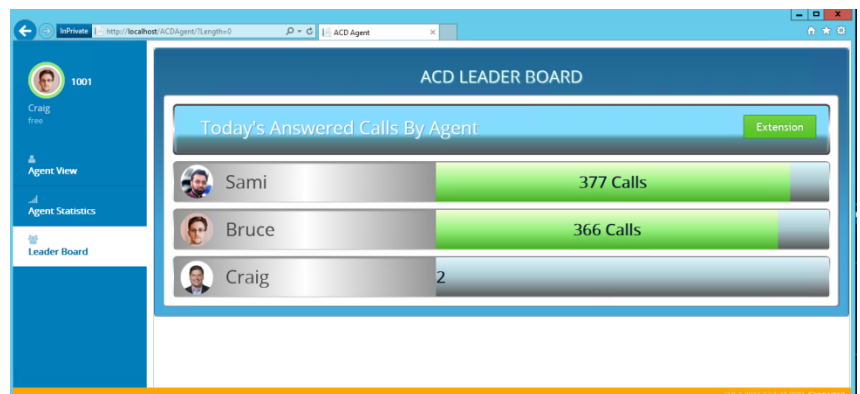 InPrivate
http://localhost/ACDAgent/?Length=0
ACD Agent
1001
Craig
free
Agent View
Agent Statistics
Leader Board
ACD LEADER BOARD
Today's Answered Calls By Agent
Extension
Sami
377 Calls
Bruce
366 Calls
Craig
2